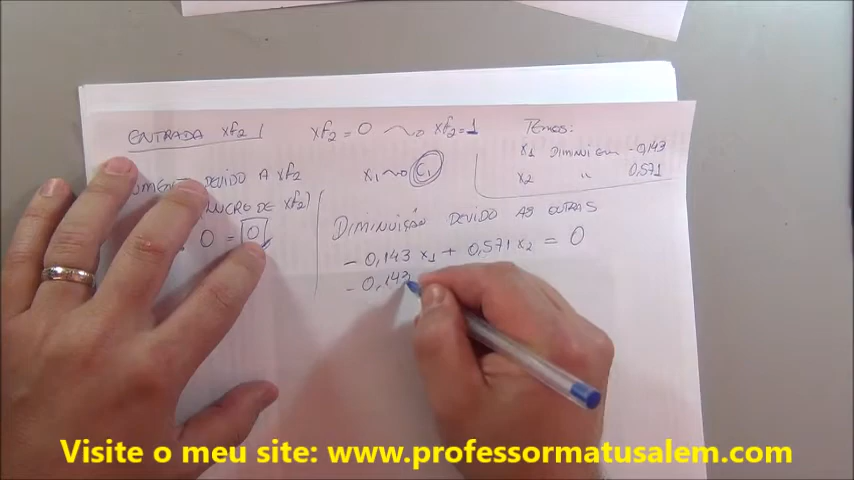 ENTRADA xf2! xf2 = 0 ~→ xf2 = 1
Temos:
x1 DIMINUI em -0,143
x2 " 0,571
UMENTO DEVIDO A xf2
LUCRO DE xf2)
0 = 0
x1 ~→ C1
DIMINUIÇÃO DEVIDO AS OUTRAS
- 0,143 x1 + 0,571 x2 = 0
- 0,143
Visite o meu site: www.professormatusalem.com